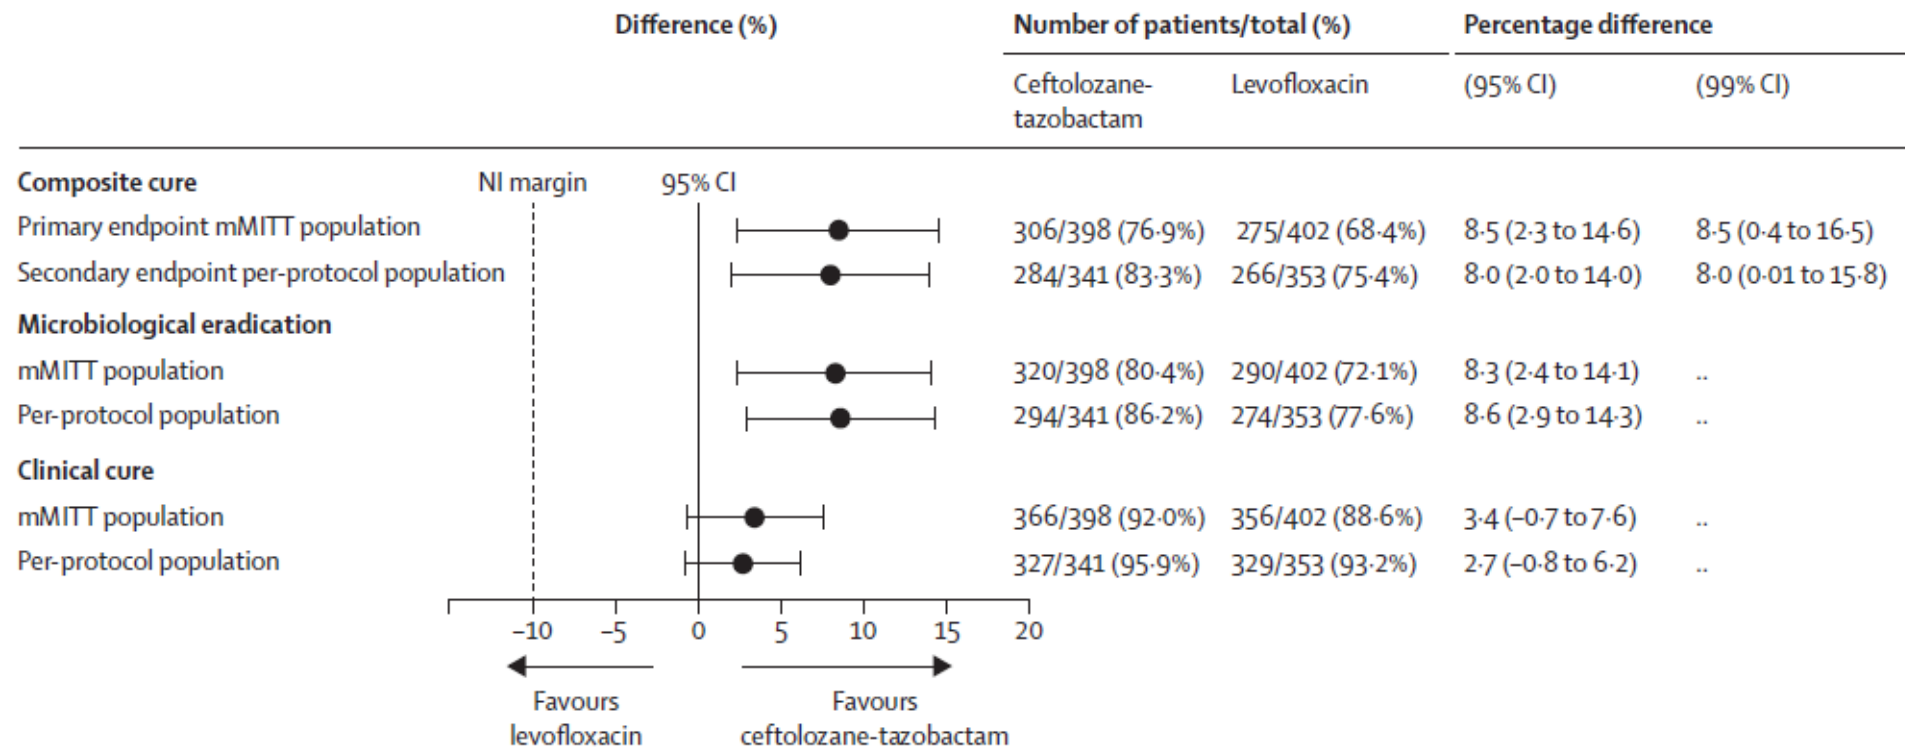 Difference (%) Number of patients/total (%) Percentage difference
Ceftolozane- Levofloxacin (95% CI) (99% CI)
tazobactam
Composite cure NI margin 95% CI
Primary endpoint mMITT population 306/398 (76·9%) 275/402 (68·4%) 8·5 (2·3 to 14·6) 8·5 (0·4 to 16·5)
Secondary endpoint per-protocol population 284/341 (83·3%) 266/353 (75·4%) 8·0 (2·0 to 14·0) 8·0 (0·01 to 15·8)
Microbiological eradication
mMITT population 320/398 (80·4%) 290/402 (72·1%) 8·3 (2·4 to 14·1) ..
Per-protocol population 294/341 (86·2%) 274/353 (77·6%) 8·6 (2·9 to 14·3) ..
Clinical cure
mMITT population 366/398 (92·0%) 356/402 (88·6%) 3·4 (–0·7 to 7·6) ..
Per-protocol population 327/341 (95·9%) 329/353 (93·2%) 2·7 (–0·8 to 6·2) ..
–10 –5 0 5 10 15 20
Favours Favours
levofloxacin ceftolozane-tazobactam